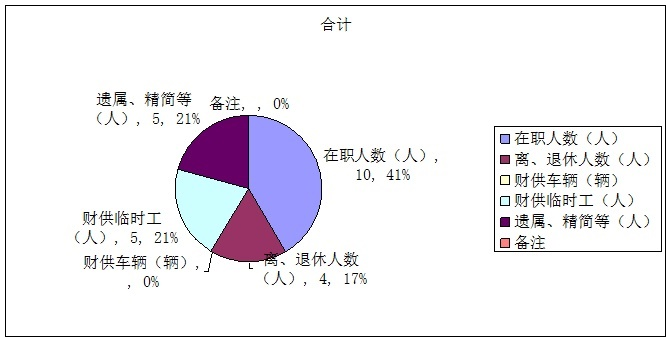 合计
遗属、精简等
（人）, 5, 21%
备注, , 0%
在职人数（人）,
10, 41%
财供临时工
（人）, 5, 21%
财供车辆（辆）,
, 0%
离、退休人数
（人）, 4, 17%
在职人数（人）
离、退休人数（人）
财供车辆（辆）
财供临时工（人）
遗属、精简等（人）
备注